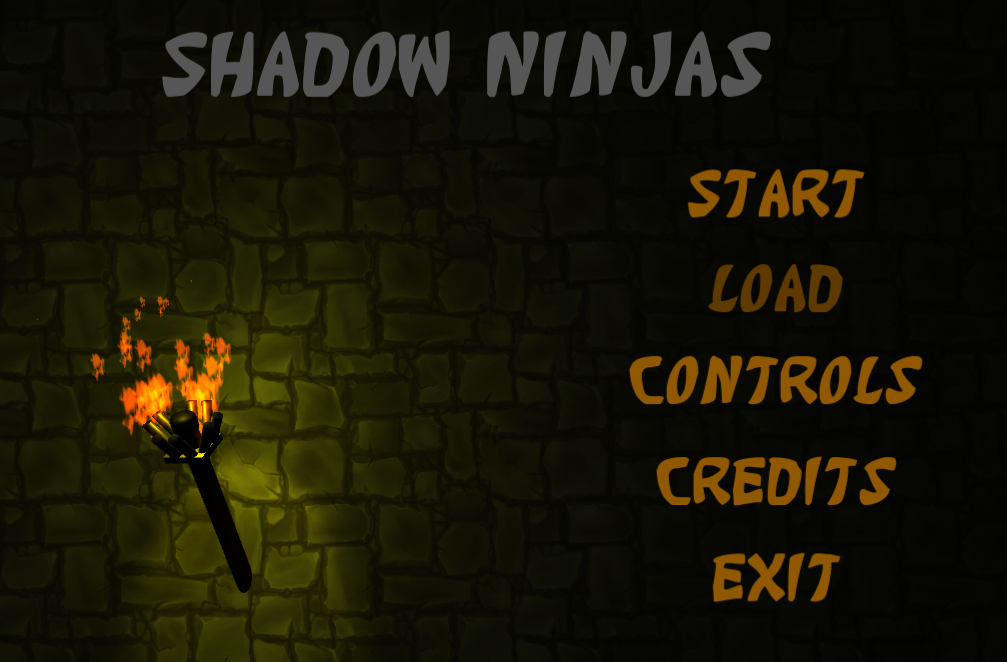 SHADOW NINJAS
START
LOAD
CONTROLS
CREDITS
EXIT